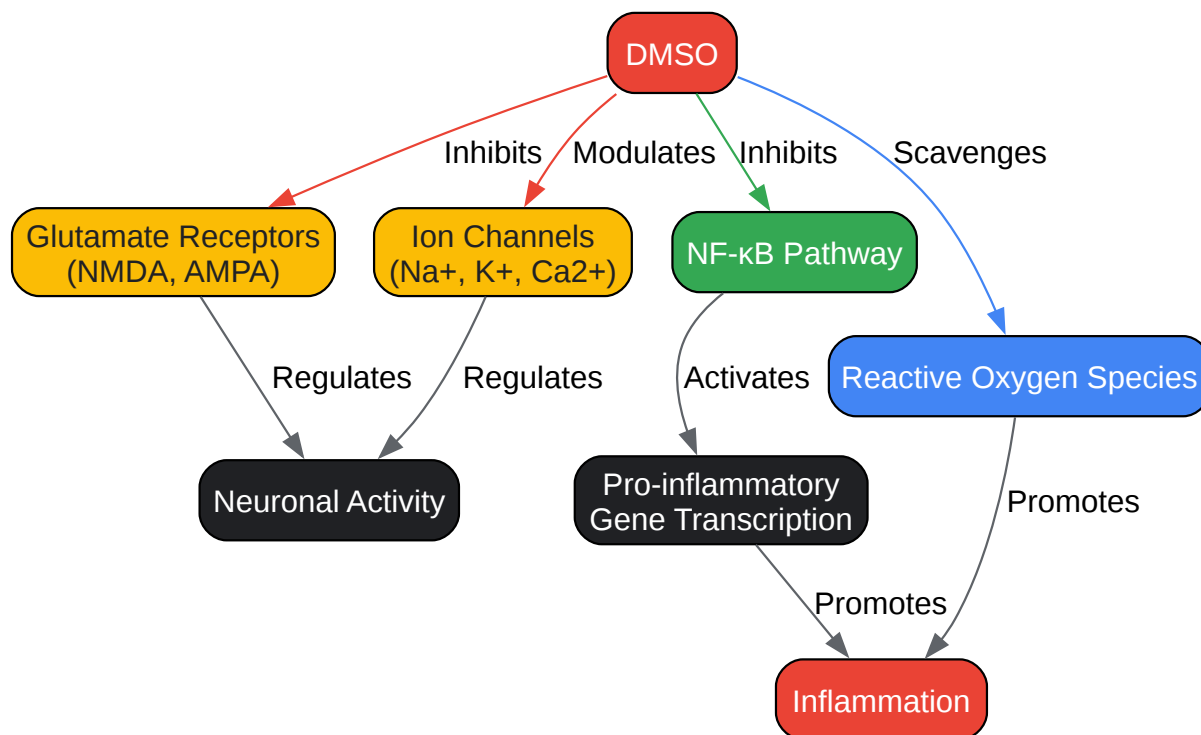 DMSO
Inhibits
Modulates
Inhibits
Scavenges
Glutamate Receptors
(NMDA, AMPA)
Ion Channels
(Na+, K+, Ca2+)
NF-κB Pathway
Regulates
Regulates
Activates
Reactive Oxygen Species
Neuronal Activity
Pro-inflammatory
Gene Transcription
Promotes
Promotes
Inflammation